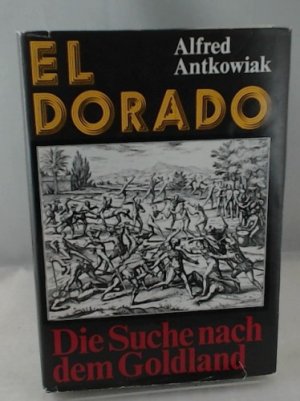 EL
DORADO
Alfred
Antkowiak
Die Suche nach
dem Goldland